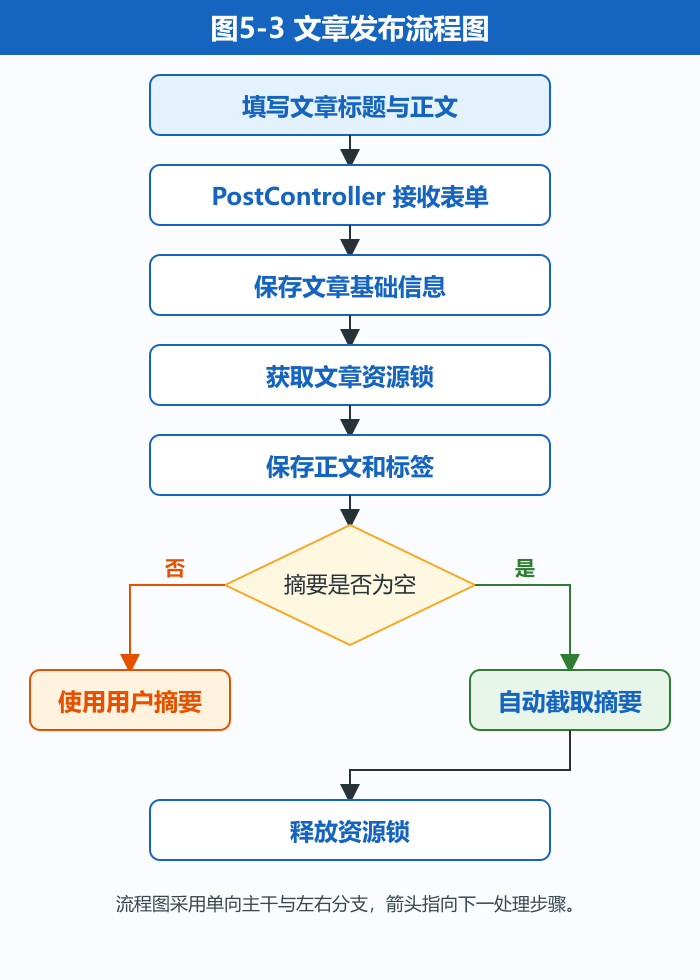 图5-3 文章发布流程图
填写文章标题与正文
PostController 接收表单
保存文章基础信息
获取文章资源锁
保存正文和标签
摘要是否为空
否
是
使用用户摘要
自动截取摘要
释放资源锁
流程图采用单向主干与左右分支，箭头指向下一处理步骤。